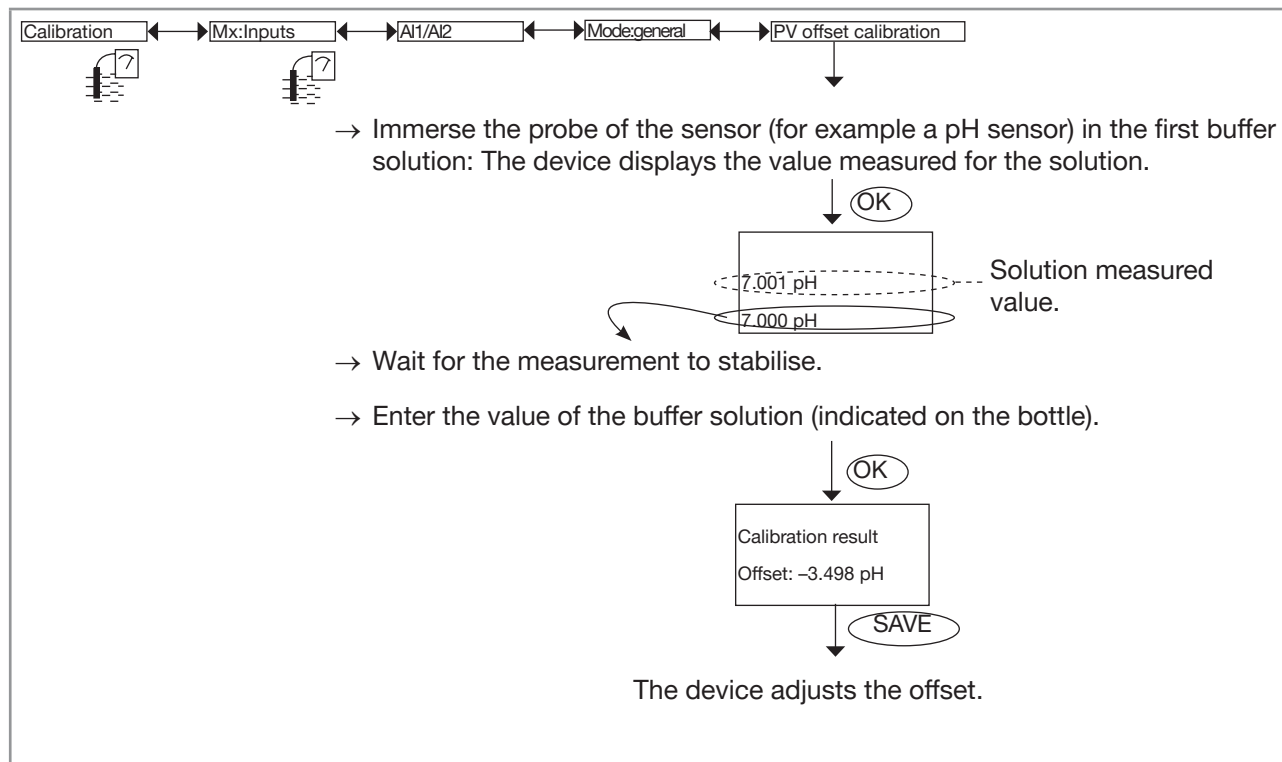 Calibration
Mx:Inputs
AI1/AI2
Mode:general
PV offset calibration
→ Immerse the probe of the sensor (for example a pH sensor) in the first buffer
solution: The device displays the value measured for the solution.
OK
7.001 pH
Solution measured
value.
7.000 pH
→ Wait for the measurement to stabilise.
→ Enter the value of the buffer solution (indicated on the bottle).
OK
Calibration result
Offset: –3.498 pH
SAVE
The device adjusts the offset.